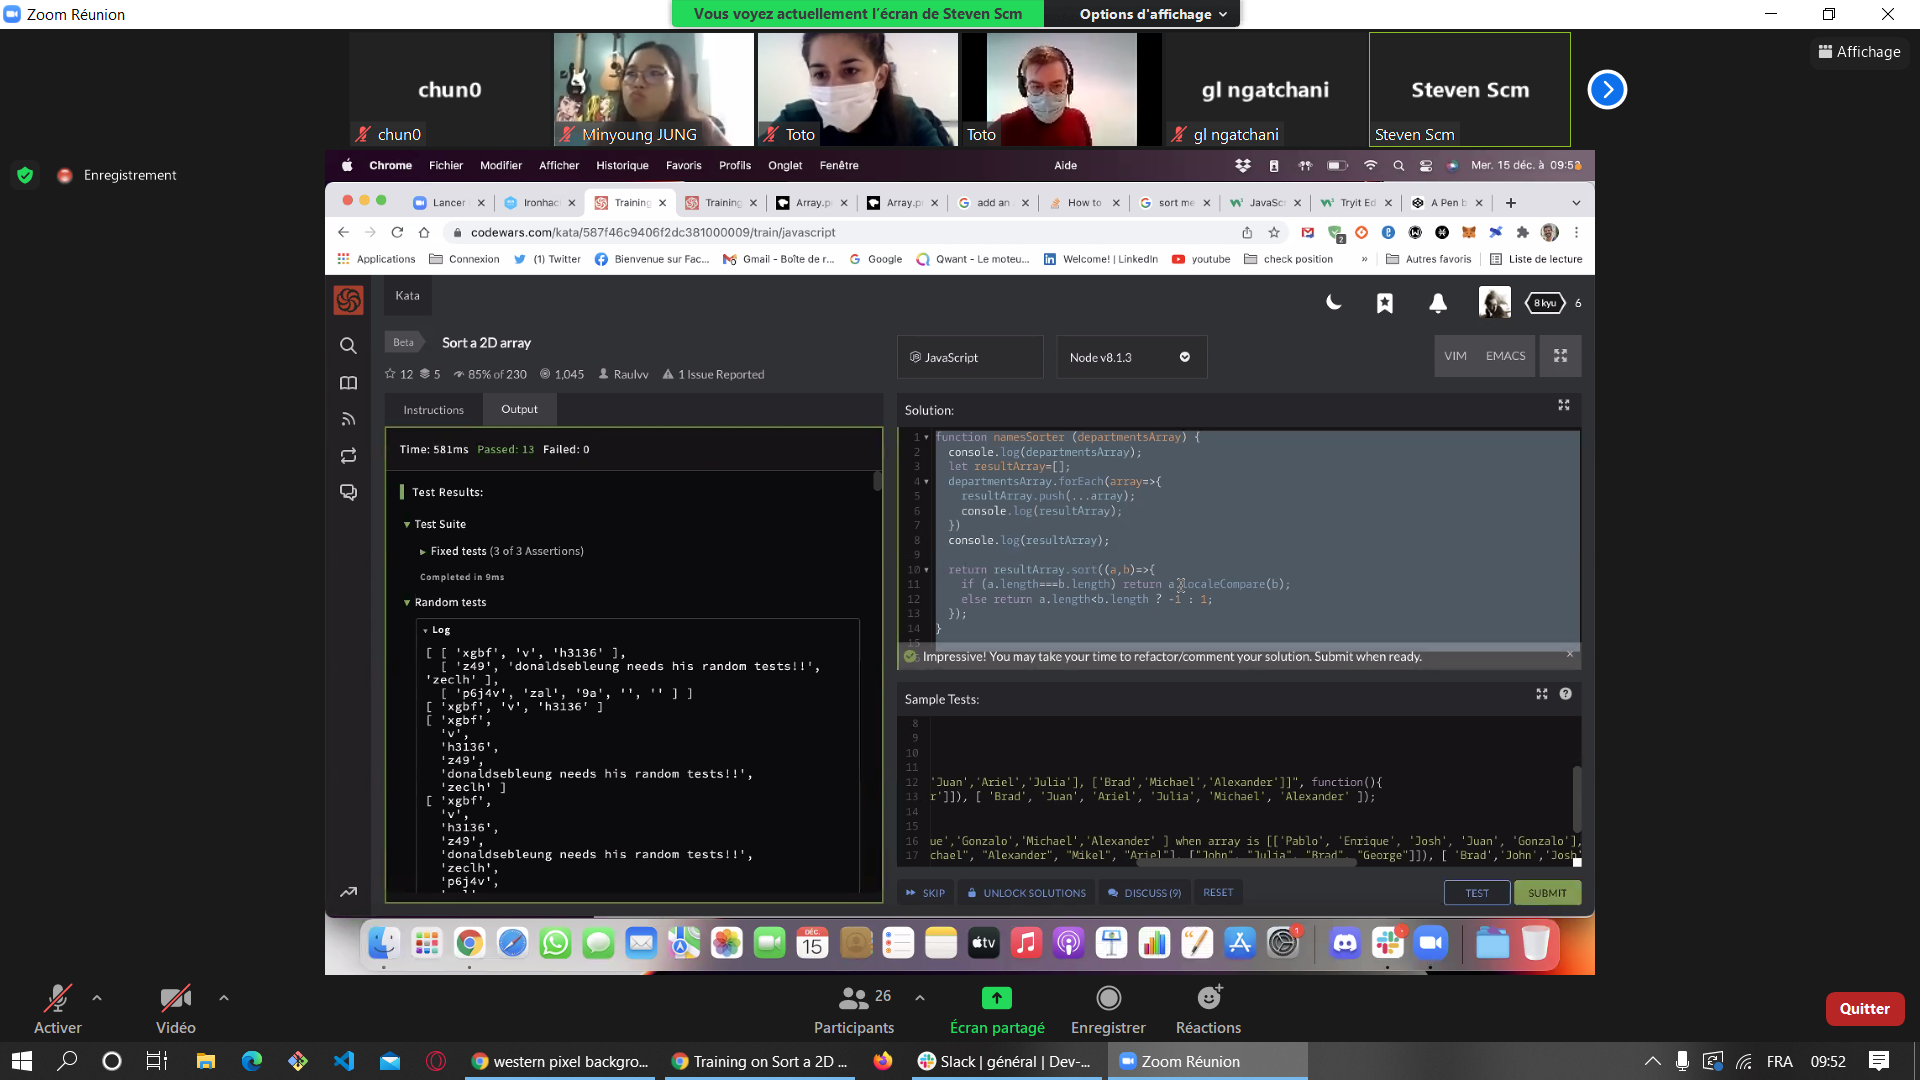 Zoom Réunion
Vous voyez actuellement l'écran de Steven Scm
Options d'affichage
Affichage
chun0
gl ngatchani
Steven Scm
chun0
Minyoung JUNG
Toto
Toto
gl ngatchani
Steven Scm
Enregistrement
Chrome Fichier Modifier Afficher Historique Favoris Profils Onglet Fenêtre Aide
Mer. 15 déc. à 09:52
Lancer
Ironhac
Training
Training
Array.p
Array.p
add an
How to
sort me
JavaSc
Tryit Ed
A Pen b
codewars.com/kata/587f46c9406f2dc381000009/train/javascript
2
Applications
Connexion
(1) Twitter
Bienvenue sur Fac...
Gmail - Boîte de r...
Google
Qwant - Le moteu...
Welcome! | LinkedIn
youtube
check position
»
Autres favoris
Liste de lecture
Kata
8 kyu 6
Beta Sort a 2D array
12 5 85% of 230 1,045 Raulvv 1 Issue Reported
JavaScript
Node v8.1.3
VIM EMACS
Instructions Output
Time: 581ms Passed: 13 Failed: 0
Test Results:
Test Suite
Fixed tests (3 of 3 Assertions)
Completed in 9ms
Random tests
Log
[ [ 'xgbf', 'v', 'h3136' ],
[ 'z49', 'donaldsebleung needs his random tests!!',
'zeclh' ],
[ 'p6j4v', 'zal', '9a', '', '' ] ]
[ 'xgbf', 'v', 'h3136' ]
[ 'xgbf',
'v',
'h3136',
'z49',
'donaldsebleung needs his random tests!!',
'zeclh' ]
[ 'xgbf',
'v',
'h3136',
'z49',
'donaldsebleung needs his random tests!!',
'zeclh',
'p6j4v',
Solution:
1 function namesSorter (departmentsArray) {
2 console.log(departmentsArray);
3 let resultArray=[];
4 departmentsArray.forEach(array=>{
5 resultArray.push(...array);
6 console.log(resultArray);
7 })
8 console.log(resultArray);
9
10 return resultArray.sort((a,b)=>{
11 if (a.length===b.length) return a.localeCompare(b);
12 else return a.length<b.length ? -1 : 1;
13 });
14 }
15
Impressive! You may take your time to refactor/comment your solution. Submit when ready.
Sample Tests:
8
9
10
11
12 'Juan','Ariel','Julia'], ['Brad','Michael','Alexander']]", function(){
13 r']]), [ 'Brad', 'Juan', 'Ariel', 'Julia', 'Michael', 'Alexander' ]);
14
15
16 ue','Gonzalo','Michael','Alexander' ] when array is [['Pablo', 'Enrique', 'Josh', 'Juan', 'Gonzalo'],
17 chael", "Alexander", "Mikel", "Ariel"], ["John", "Julia", "Brad", "George"]]), [ 'Brad','John','Josh'
SKIP
UNLOCK SOLUTIONS
DISCUSS (9)
RESET
TEST
SUBMIT
DÉC.
15
tv
1
Activer
Vidéo
26
Participants
Écran partagé
Enregistrer
Réactions
Quitter
western pixel backgro...
Training on Sort a 2D ...
Slack | général | Dev-...
Zoom Réunion
FRA
09:52